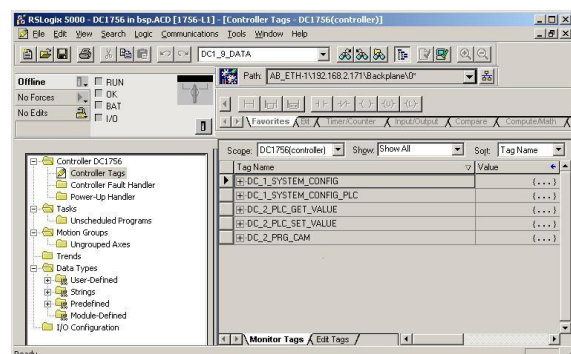 RSLogix 5000 - DC1756 in bsp.ACD [1756-L1] - [Controller Tags - DC1756(controller)]
File Edit View Search Logic Communications Tools Window Help
DC1_9_DATA
Offline
RUN
No Forces
OK
No Edits
BAT
I/O
Path: AB_ETH-1\192.168.2.171\Backplane\0*
Favorites Bit Timer/Counter Input/Output Compare Compute/Math
Controller DC1756
Controller Tags
Controller Fault Handler
Power-Up Handler
Tasks
Unscheduled Programs
Motion Groups
Ungrouped Axes
Trends
Data Types
User-Defined
Strings
Predefined
Module-Defined
I/O Configuration
Scope: DC1756(controller) Show: Show All Sort: Tag Name
Tag Name Value
DC_1_SYSTEM_CONFIG {...}
DC_1_SYSTEM_CONFIG_PLC {...}
DC_2_PLC_GET_VALUE {...}
DC_2_PLC_SET_VALUE {...}
DC_2_PRG_CAM {...}
Monitor Tags Edit Tags
Ready